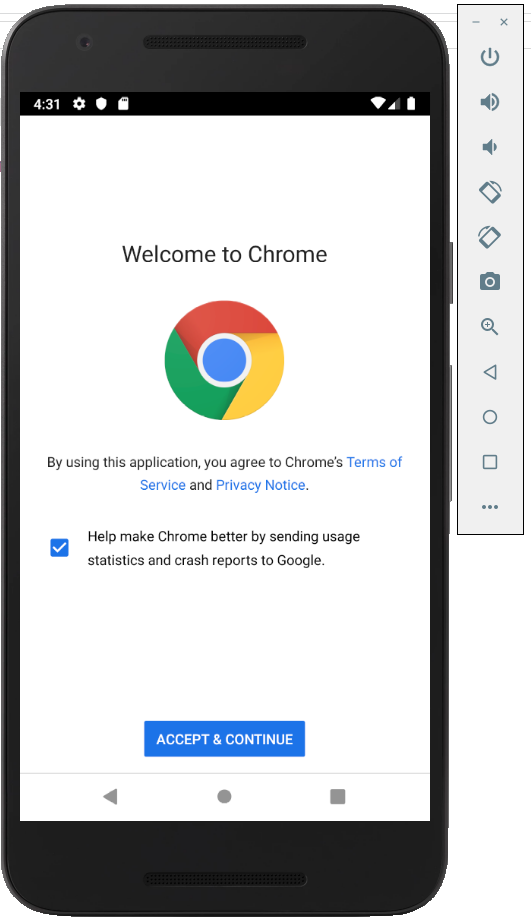 4:31
Welcome to Chrome
By using this application, you agree to Chrome's Terms of
Service and Privacy Notice.
Help make Chrome better by sending usage
statistics and crash reports to Google.
ACCEPT & CONTINUE